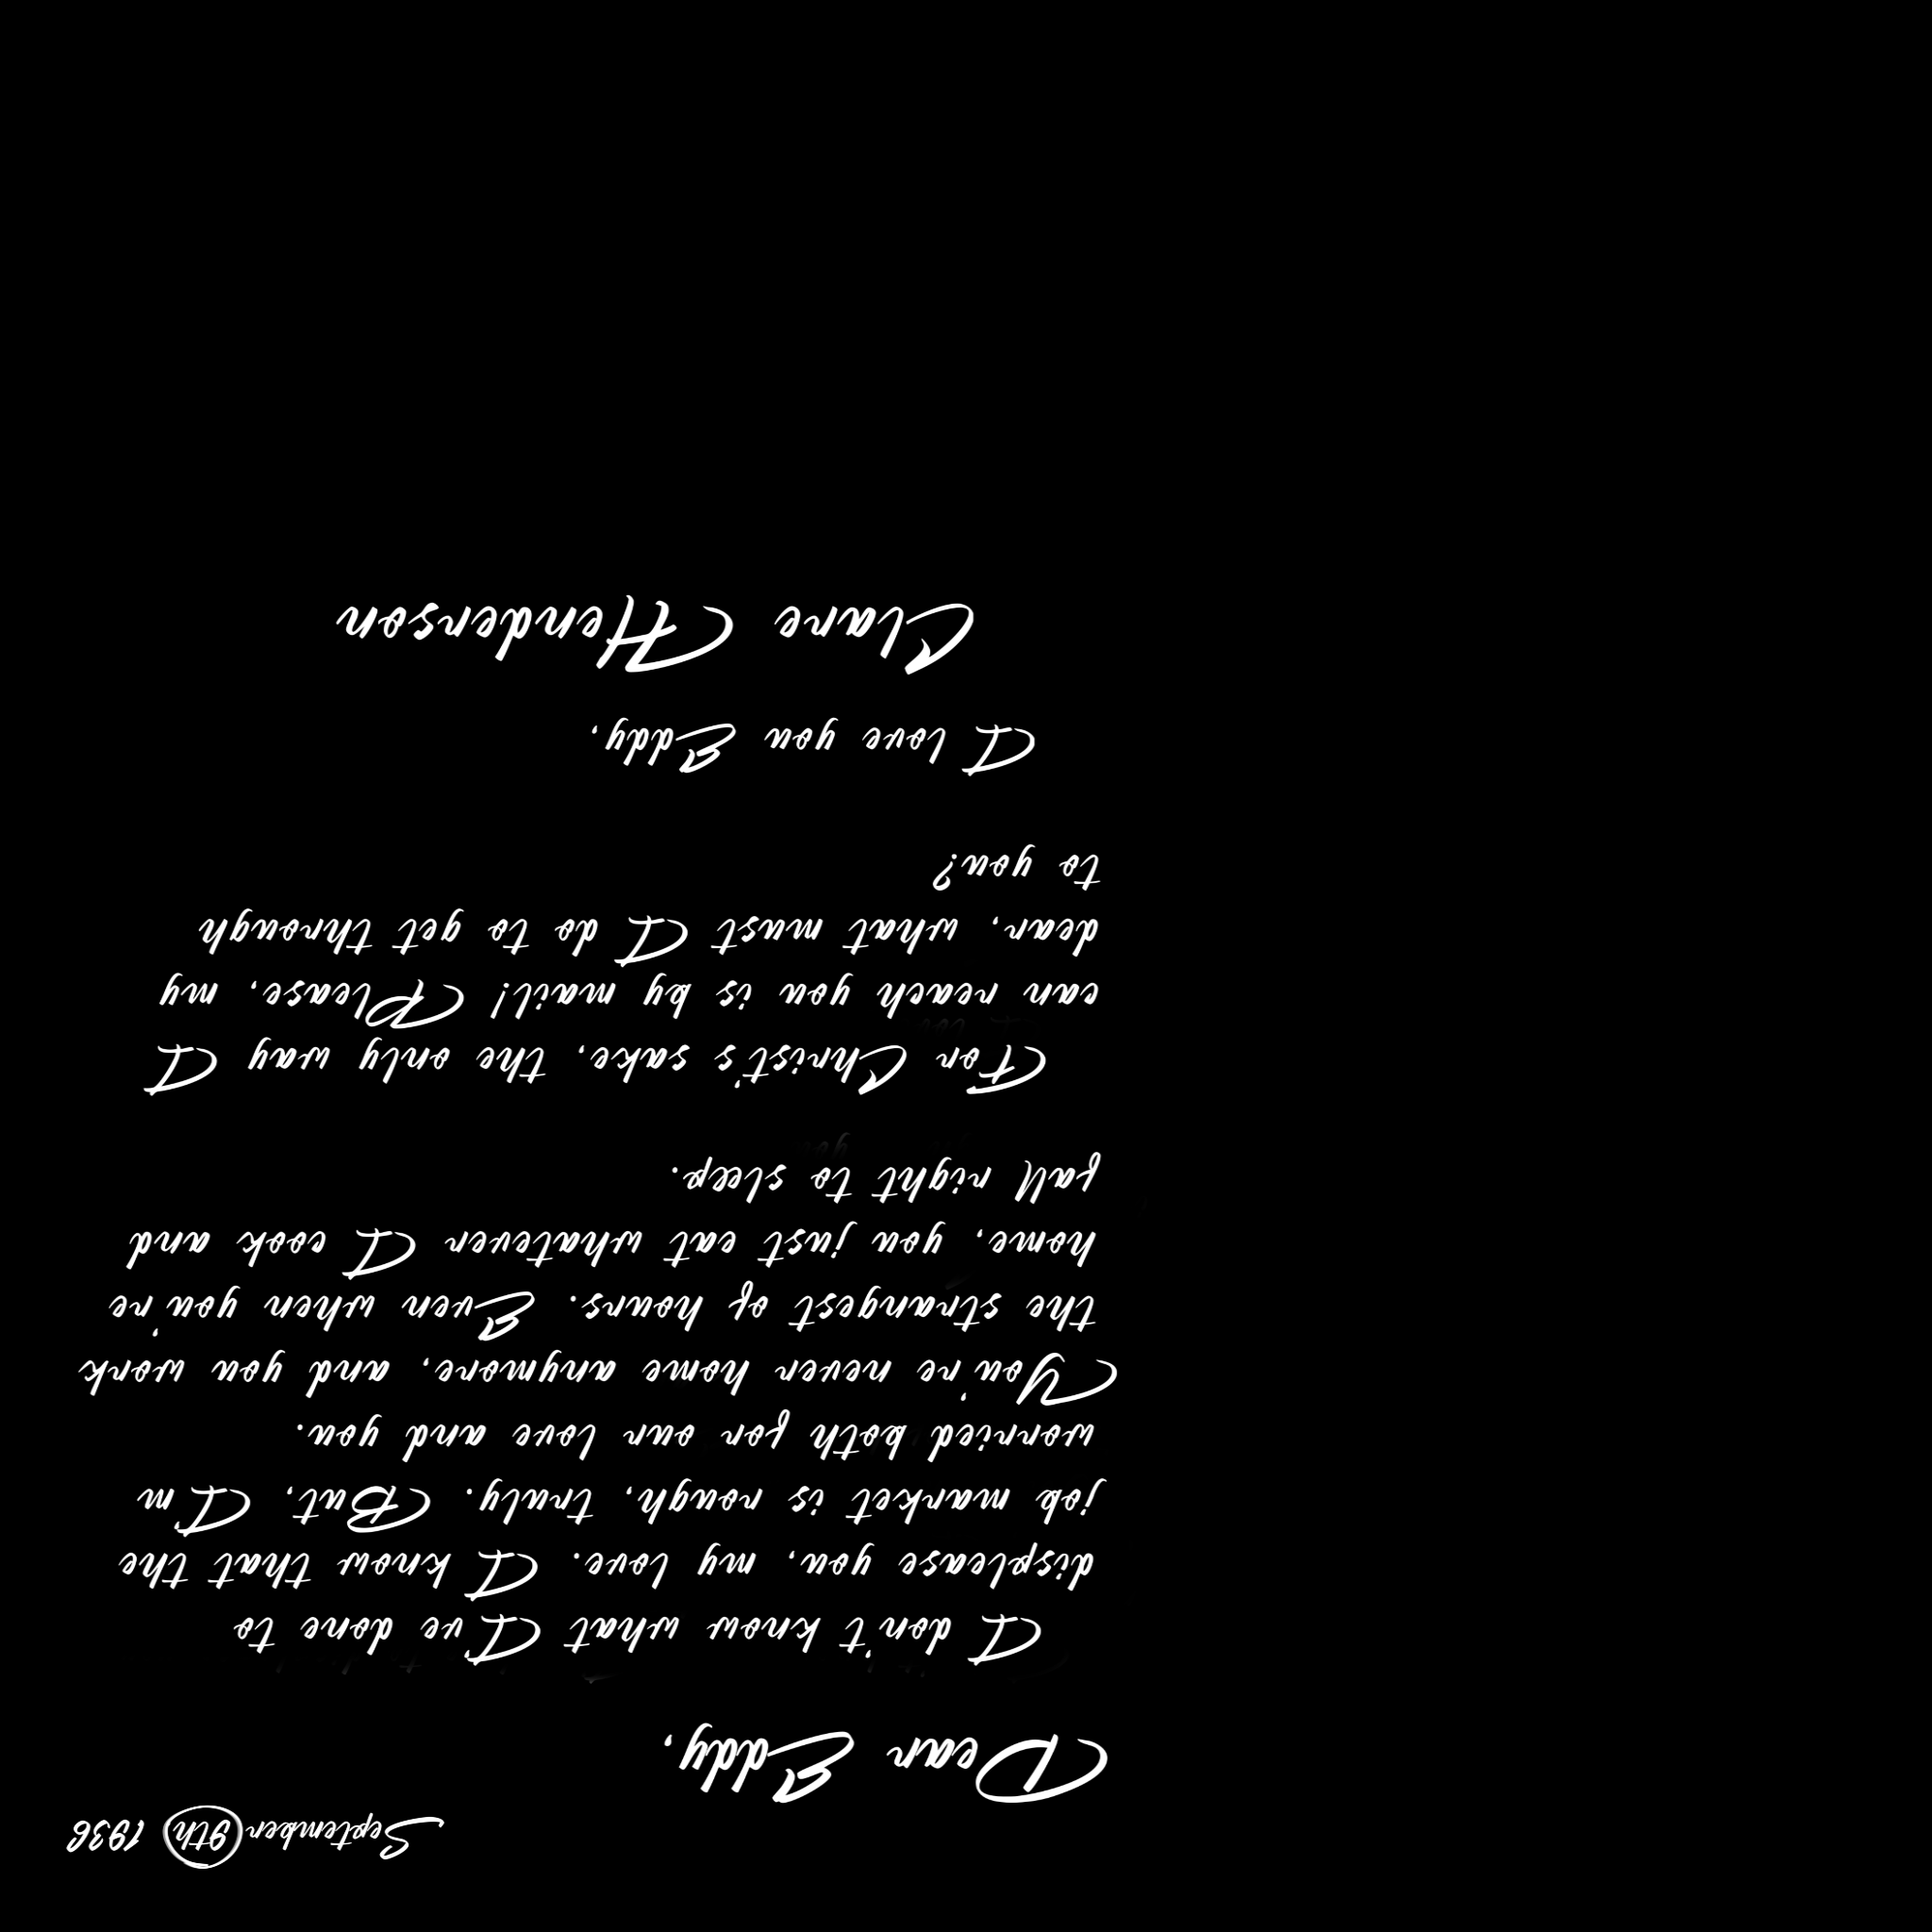 September 9th 1936
Dear Eddy,
I don't know what I've done to
displease you, my love. I know that the
job market is rough, truly. But, I'm
worried both for our love and you.
You're never home anymore, and you work
the strangest of hours. Even when you're
home, you just eat whatever I cook and
fall right to sleep.
For Christ's sake, the only way I
can reach you is by mail! Please, my
dear, what must I do to get through
to you?
I love you Eddy,
Clare Henderson